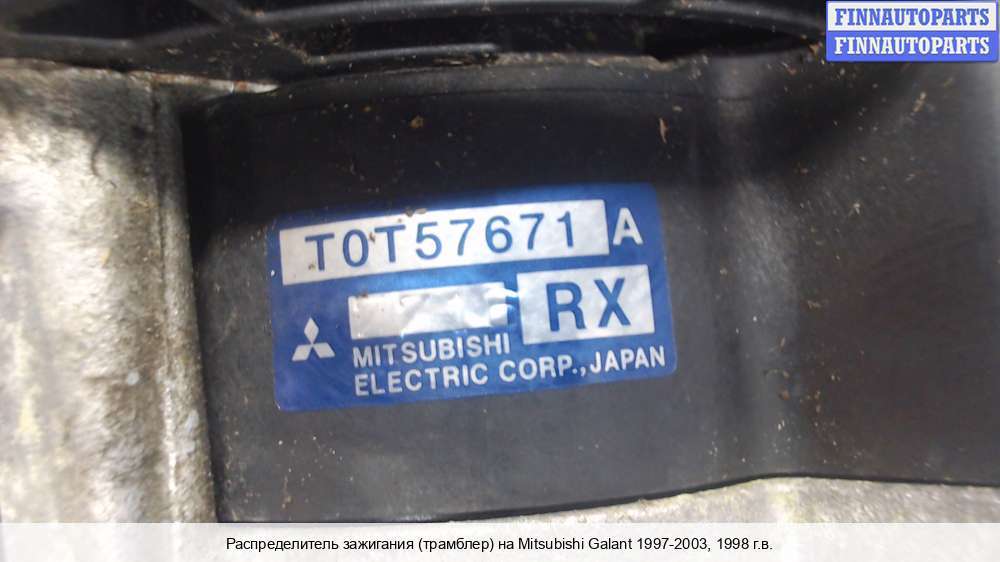 FINNAUTOPARTS
FINNAUTOPARTS
T0T57671 A
RX
MITSUBISHI
ELECTRIC CORP., JAPAN
Распределитель зажигания (трамблер) на Mitsubishi Galant 1997-2003, 1998 г.в.